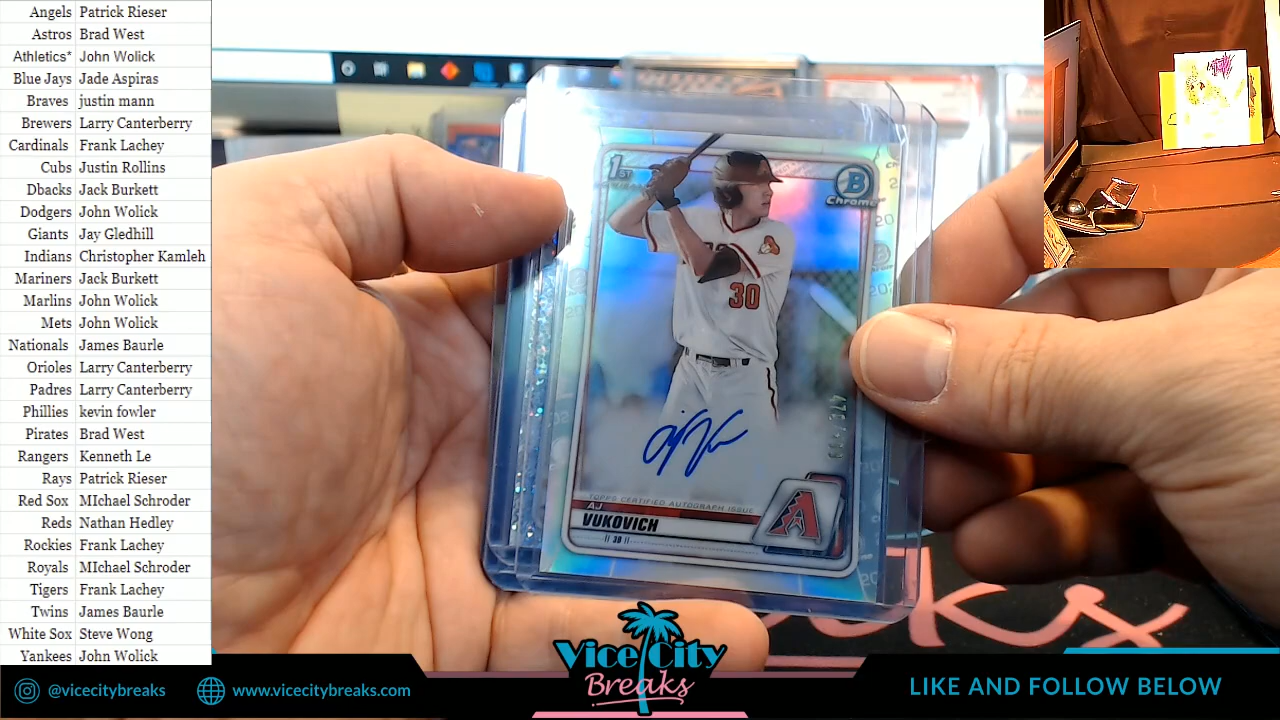 Angels Patrick Rieser
Astros Brad West
Athletics* John Wolick
Blue Jays Jade Aspiras
Braves justin mann
Brewers Larry Canterberry
Cardinals Frank Lachey
Cubs Justin Rollins
Dbacks Jack Burkett
Dodgers John Wolick
Giants Jay Gledhill
Indians Christopher Kamleh
Mariners Jack Burkett
Marlins John Wolick
Mets John Wolick
Nationals James Baurle
Orioles Larry Canterberry
Padres Larry Canterberry
Phillies kevin fowler
Pirates Brad West
Rangers Kenneth Le
Rays Patrick Rieser
Red Sox MIchael Schroder
Reds Nathan Hedley
Rockies Frank Lachey
Royals MIchael Schroder
Tigers Frank Lachey
Twins James Baurle
White Sox Steve Wong
Yankees John Wolick
1ST
B
Chrome
30
TOPPS CERTIFIED AUTOGRAPH ISSUE
AJ
VUKOVICH
3B
A
@vicecitybreaks
www.vicecitybreaks.com
Vice City
Breaks
LIKE AND FOLLOW BELOW